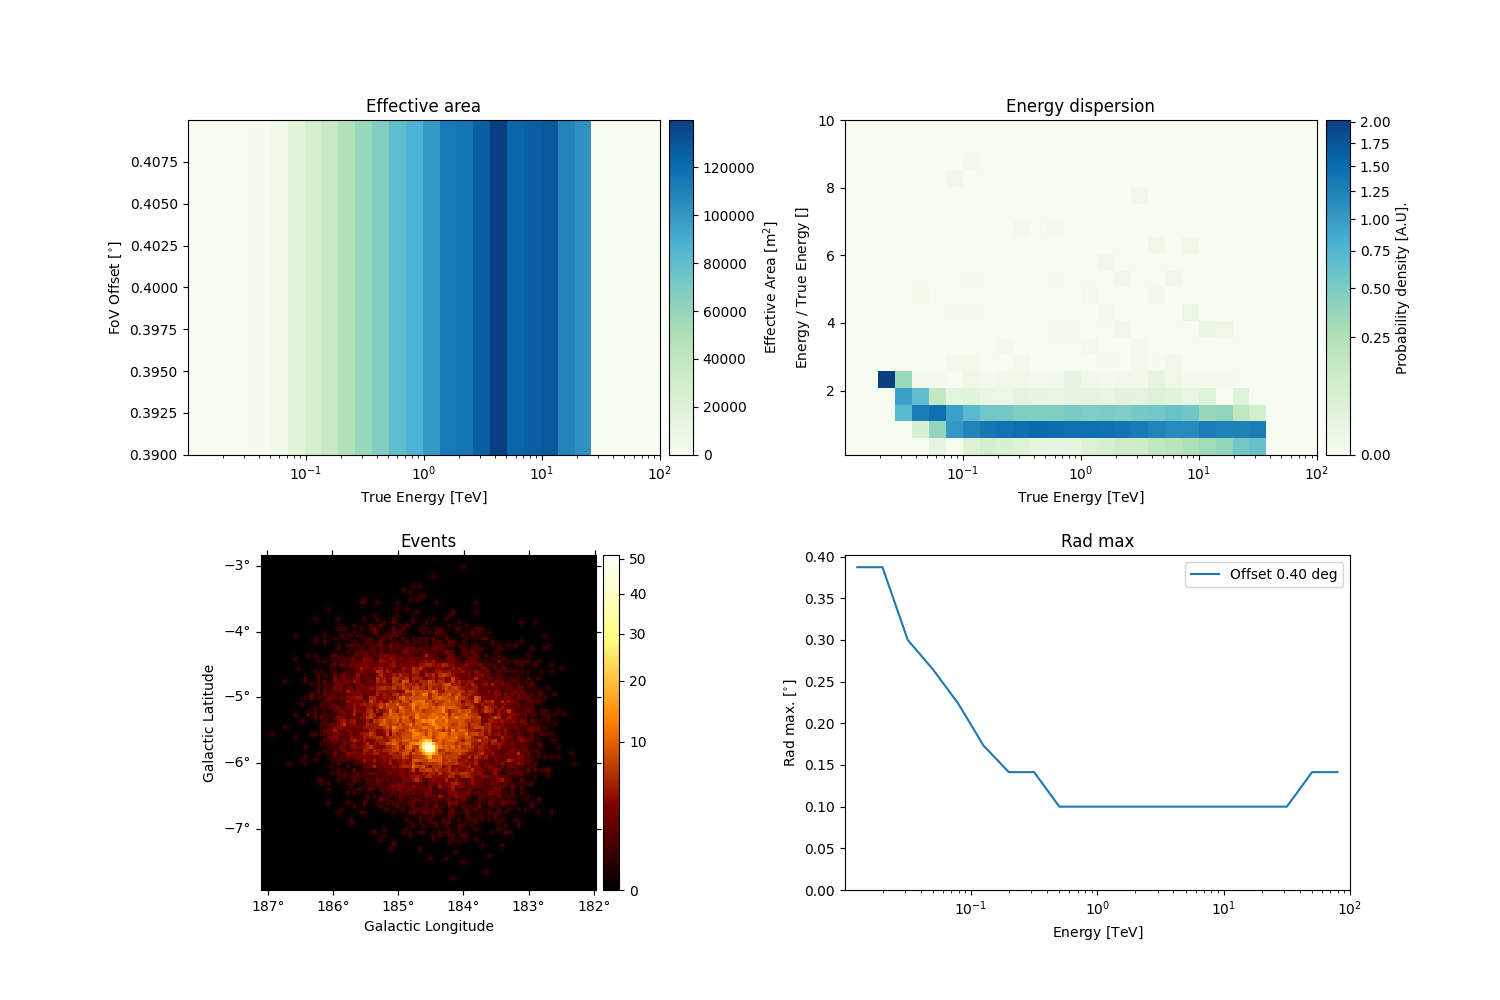 Effective area
0.4075
0.4050
0.4025
0.4000
0.3975
0.3950
0.3925
0.3900
FoV Offset [°]
10⁻¹ 10⁰ 10¹ 10²
True Energy [TeV]
120000
100000
80000
60000
40000
20000
0
Effective Area [m²]
Energy dispersion
10
8
6
4
2
Energy / True Energy []
10⁻¹ 10⁰ 10¹ 10²
True Energy [TeV]
2.00
1.75
1.50
1.25
1.00
0.75
0.50
0.25
0.00
Probability density [A.U].
Events
−3°
−4°
−5°
−6°
−7°
Galactic Latitude
187° 186° 185° 184° 183° 182°
Galactic Longitude
50
40
30
20
10
0
Rad max
Offset 0.40 deg
0.40
0.35
0.30
0.25
0.20
0.15
0.10
0.05
0.00
Rad max. [°]
10⁻¹ 10⁰ 10¹ 10²
Energy [TeV]